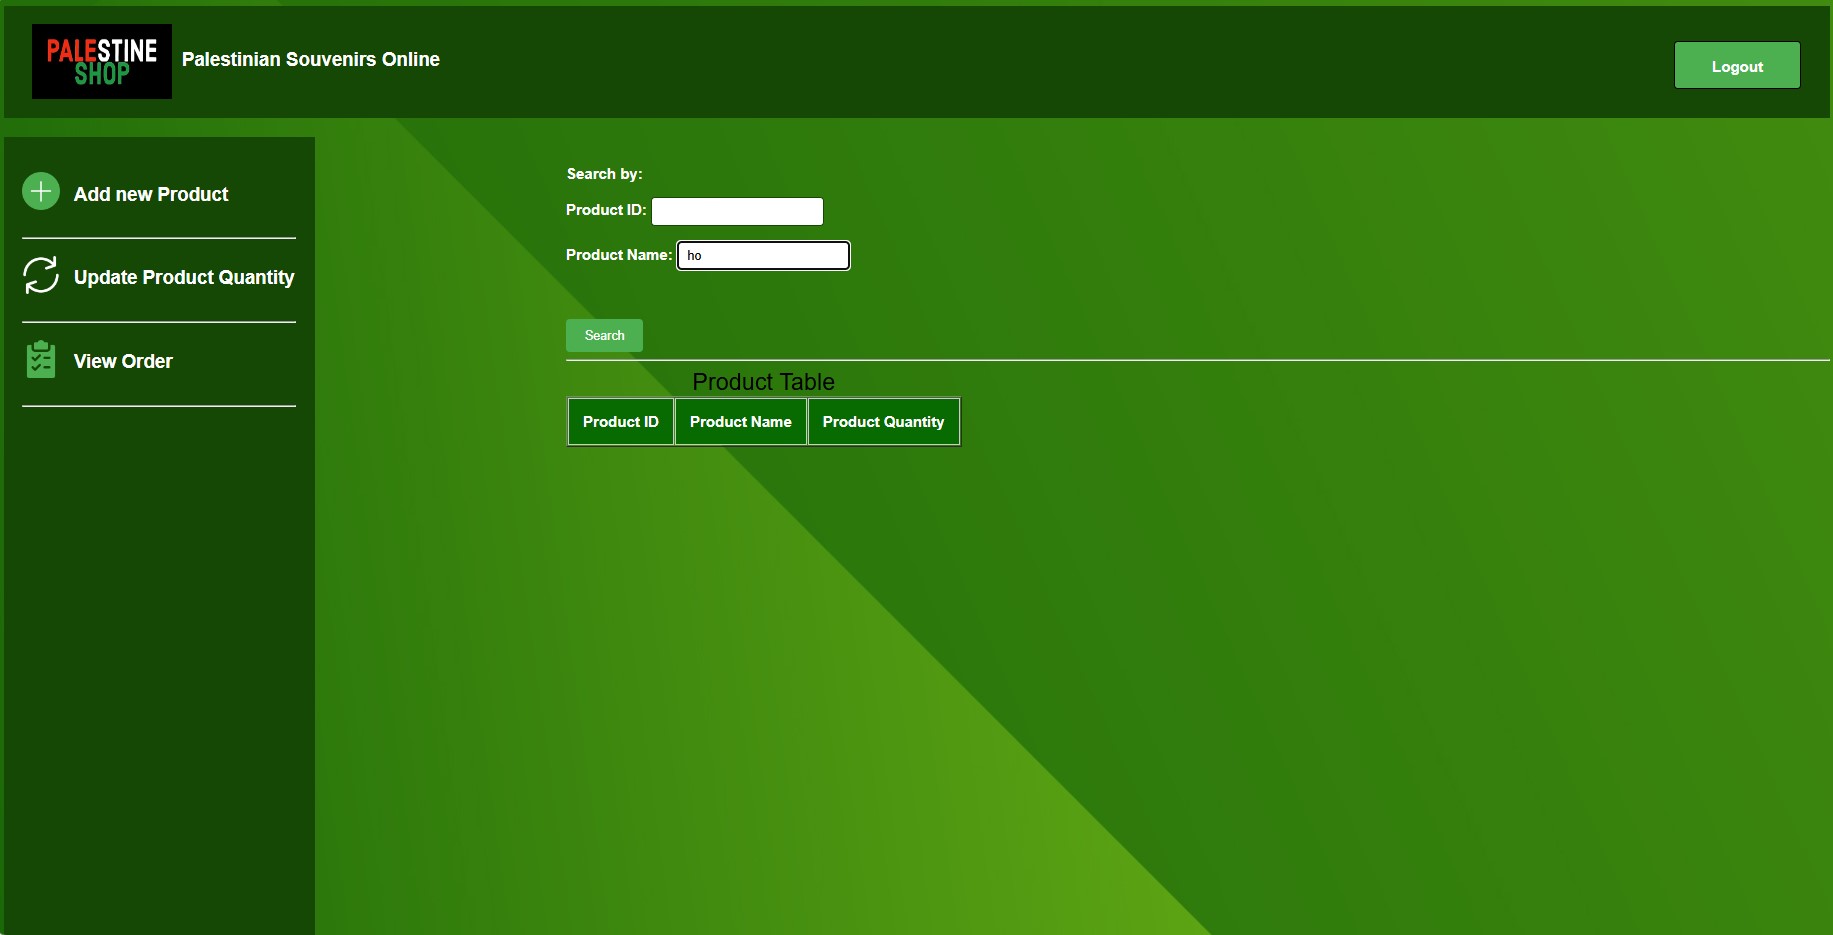 PALESTINE
SHOP
Palestinian Souvenirs Online
Logout
Add new Product
Update Product Quantity
View Order
Search by:
Product ID:
Product Name: ho
Search
Product Table
Product ID Product Name Product Quantity